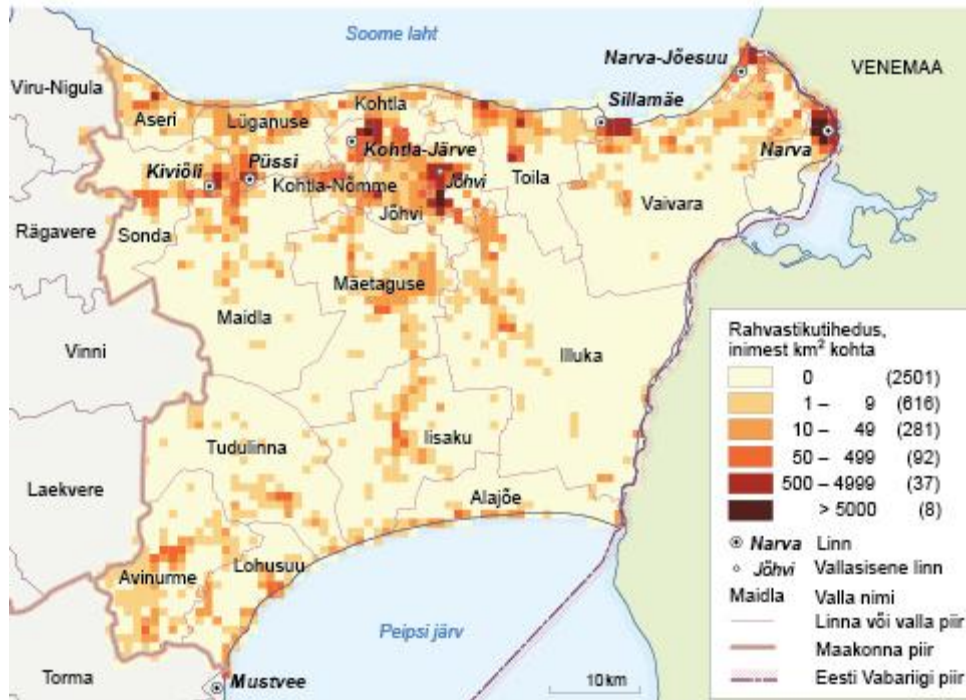 Soome laht
Viru-Nigula
Narva-Jõesuu
VENEMAA
Aseri
Lüganuse
Kohtla
Sillamäe
Kohtla-Järve
Narva
Kiviõli
Püssi
Kohtla-Nõmme
Jõhvi
Toila
Jõhvi
Vaivara
Sonda
Rägavere
Mäetaguse
Maidla
Vinni
Illuka
Rahvastikutihedus,
inimest km² kohta
0 (2501)
1 – 9 (616)
10 – 49 (281)
50 – 499 (92)
500 – 4999 (37)
> 5000 (8)
Narva Linn
Jõhvi Vallasisene linn
Maidla Valla nimi
Linna või valla piir
Maakonna piir
Eesti Vabariigi piir
Tudulinna
Iisaku
Laekvere
Alajõe
Avinurme
Lohusuu
Peipsi järv
Torma
Mustvee
10 km